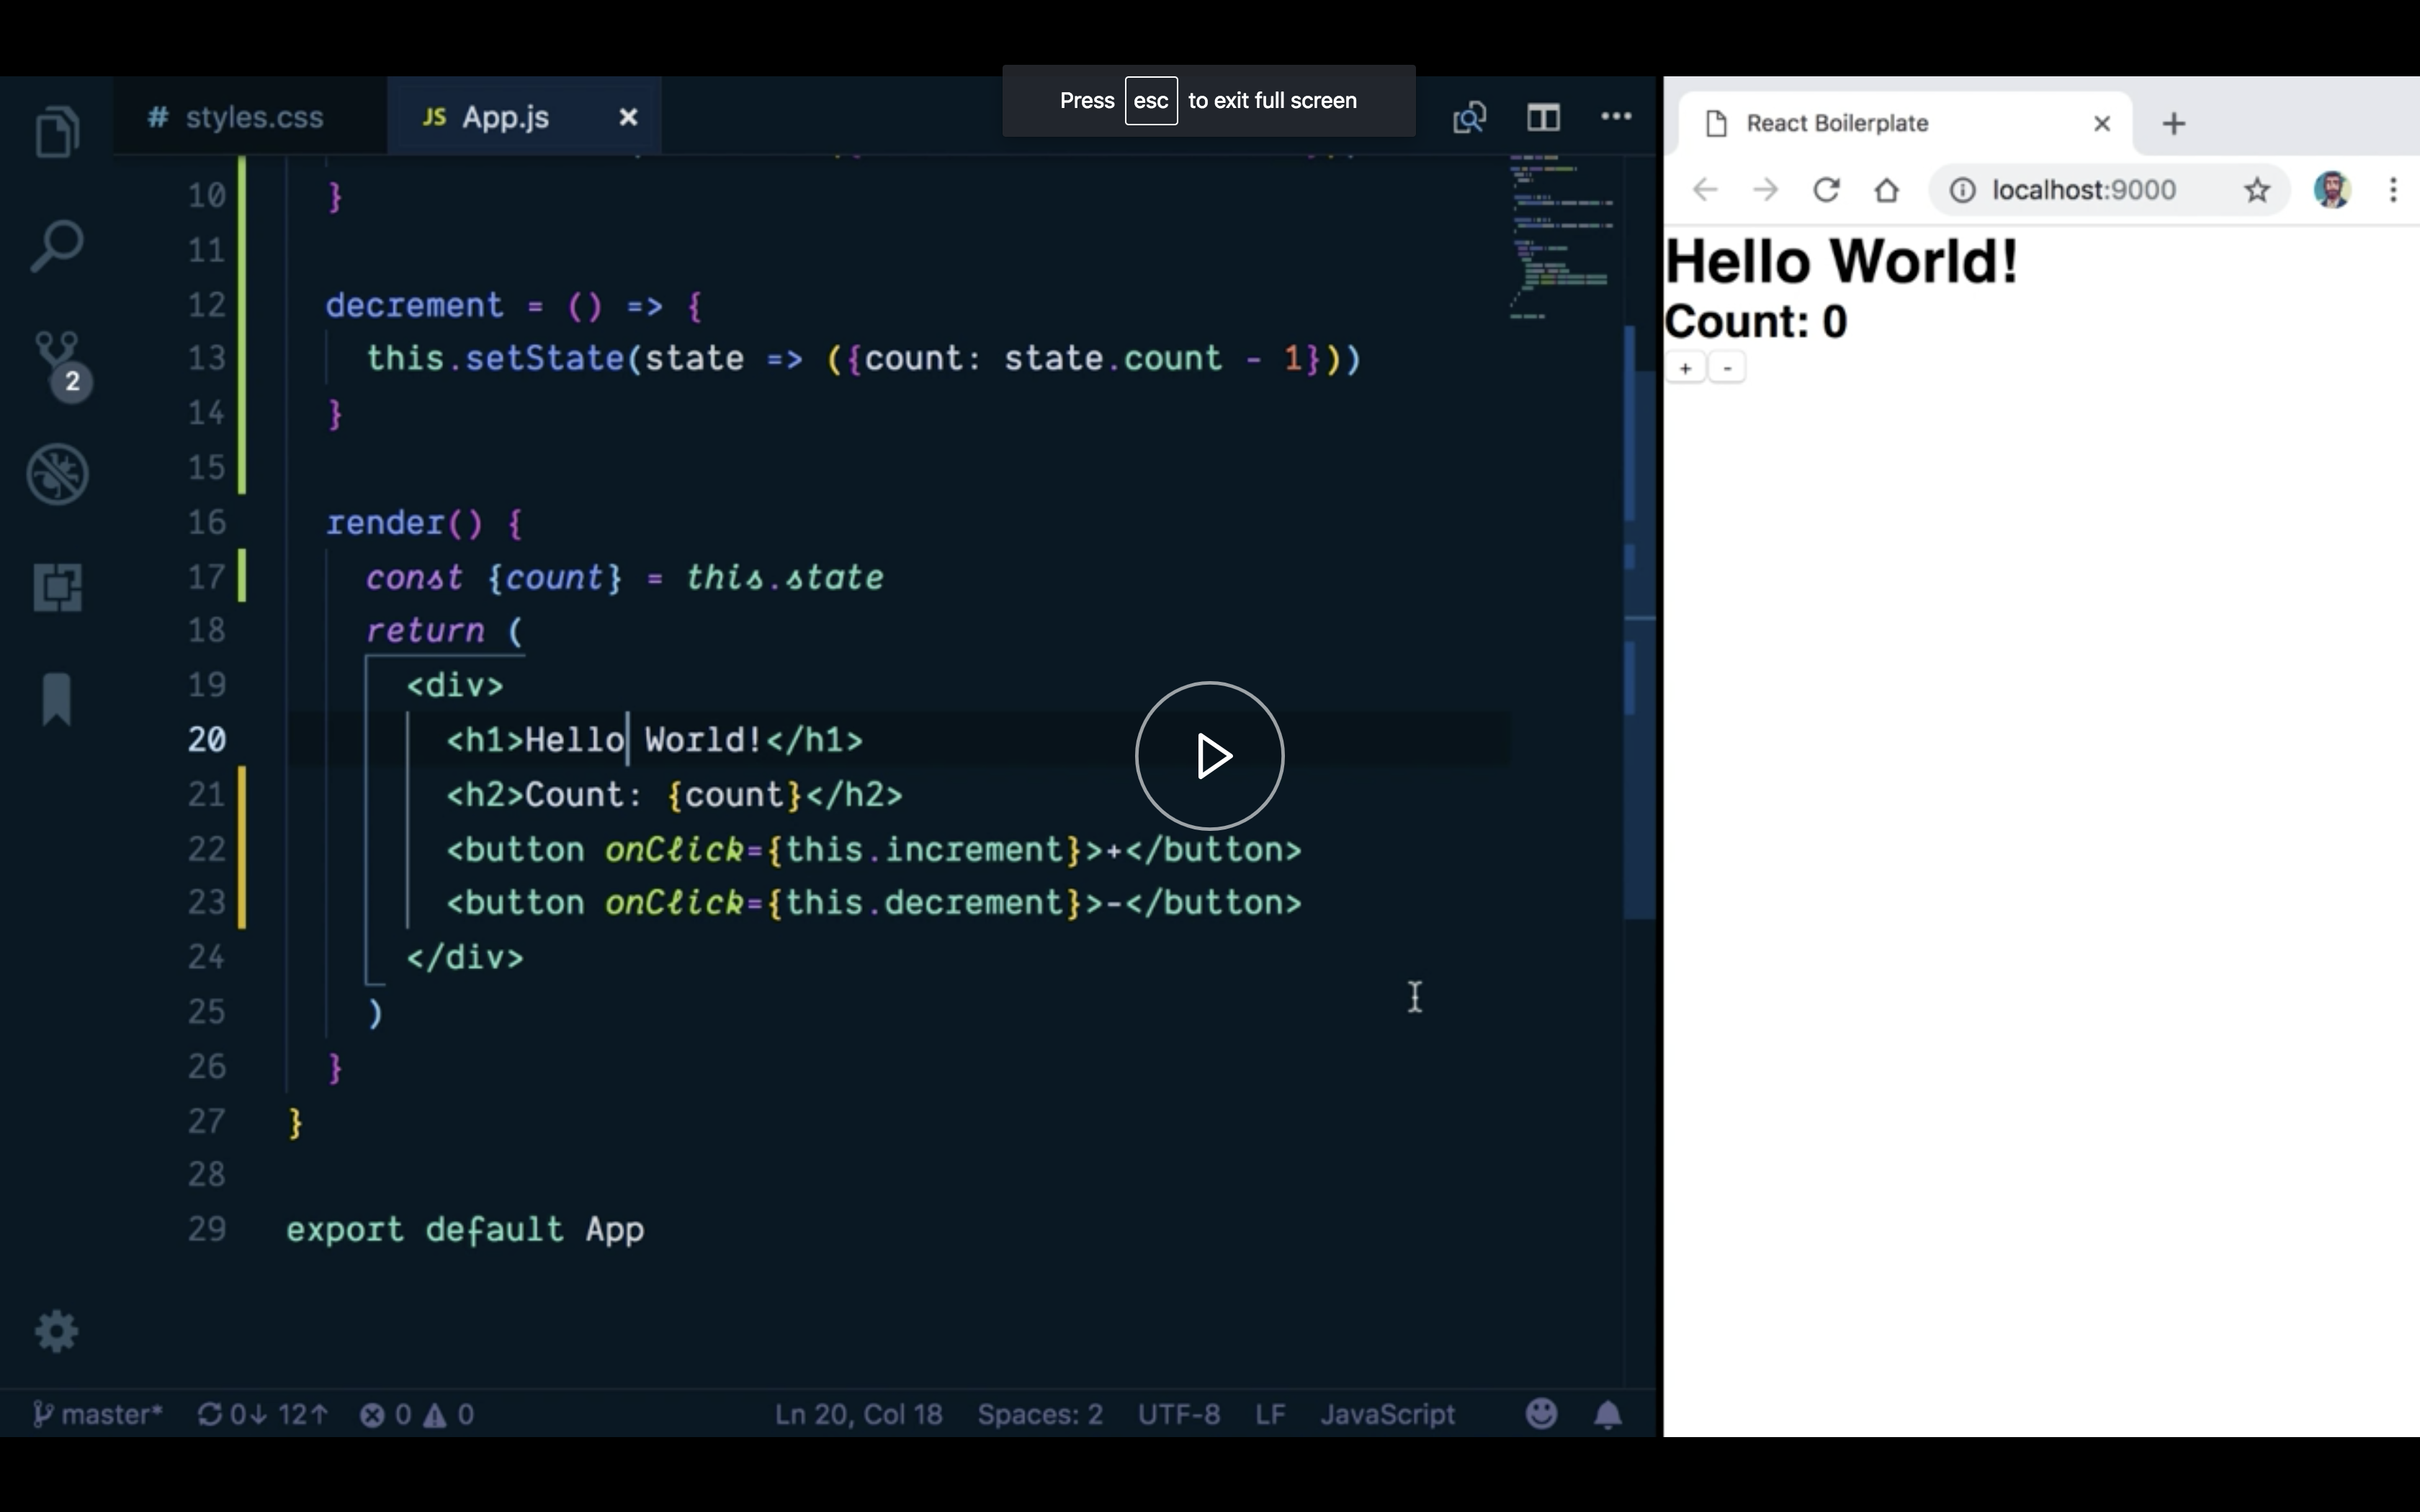 Press esc to exit full screen
# styles.css
JS App.js
React Boilerplate
localhost:9000
10 }
11
12 decrement = () => {
13 this.setState(state => ({count: state.count - 1}))
14 }
15
16 render() {
17 const {count} = this.state
18 return (
19 <div>
20 <h1>Hello World!</h1>
21 <h2>Count: {count}</h2>
22 <button onClick={this.increment}>+</button>
23 <button onClick={this.decrement}>-</button>
24 </div>
25 )
26 }
27 }
28
29 export default App
2
master* 0↓ 12↑ 0 0 Ln 20, Col 18 Spaces: 2 UTF-8 LF JavaScript
Hello World!
Count: 0
+ -